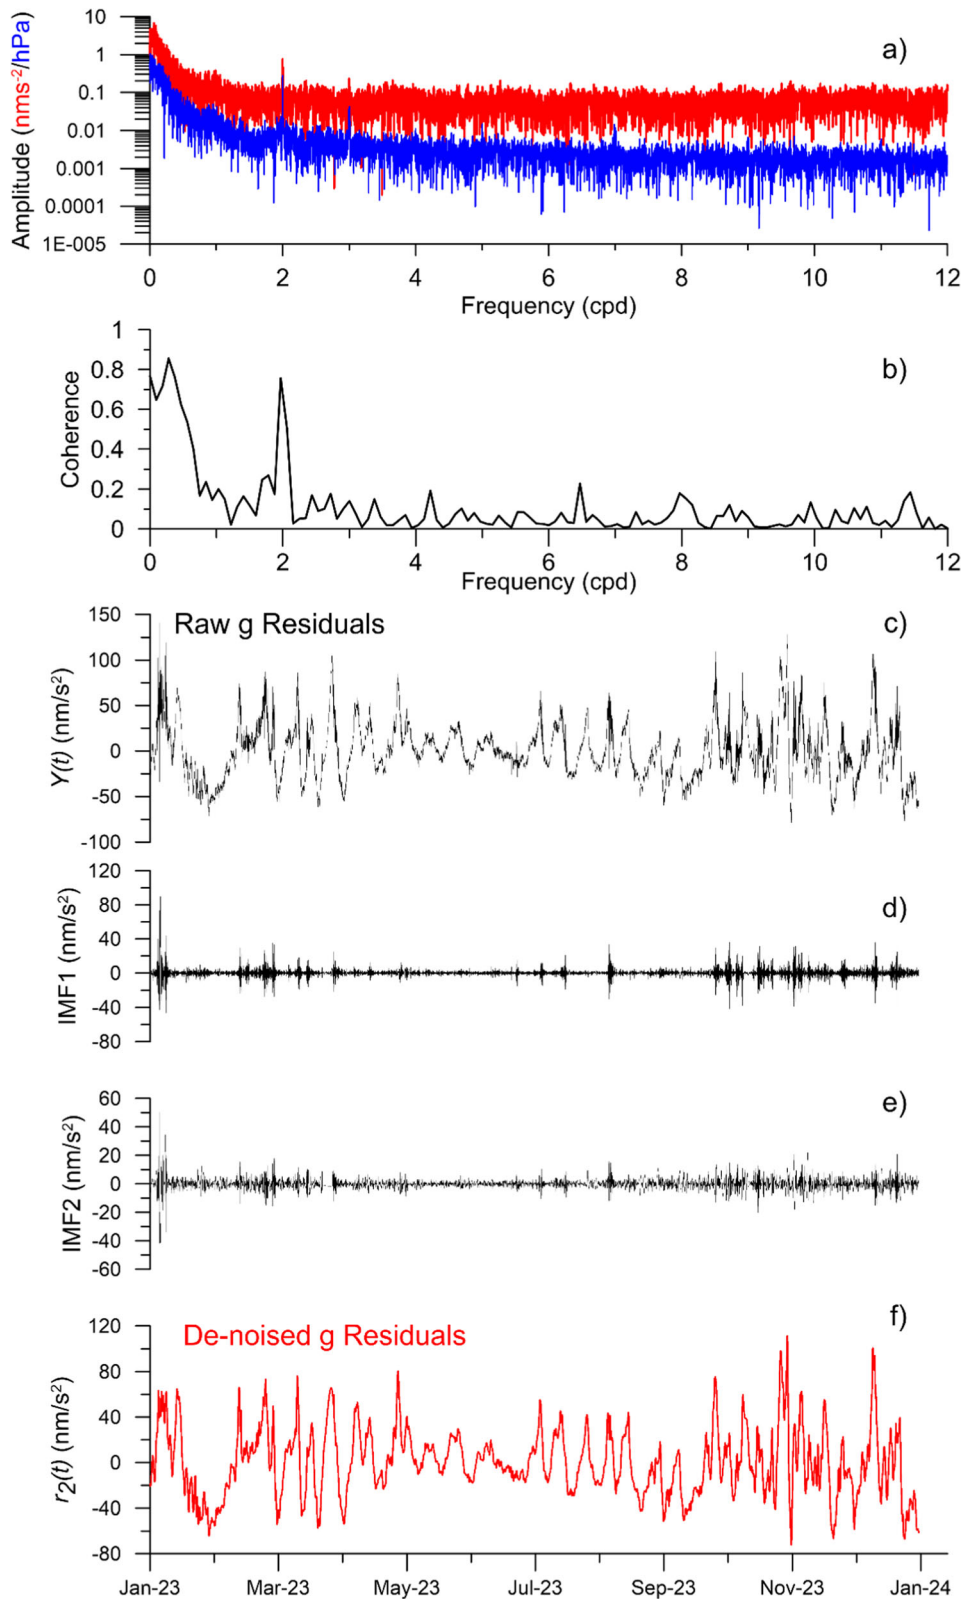 a)
Amplitude (nms-2/hPa)
10
1
0.1
0.01
0.001
0.0001
1E-005
0 2 4 6 8 10 12
Frequency (cpd)
b)
Coherence
1
0.8
0.6
0.4
0.2
0
0 2 4 6 8 10 12
Frequency (cpd)
Raw g Residuals
c)
Y(t) (nm/s2)
150
100
50
0
-50
-100
d)
IMF1 (nm/s2)
120
80
40
0
-40
-80
e)
IMF2 (nm/s2)
60
40
20
0
-20
-40
-60
De-noised g Residuals
f)
r2(t) (nm/s2)
120
80
40
0
-40
-80
Jan-23 Mar-23 May-23 Jul-23 Sep-23 Nov-23 Jan-24